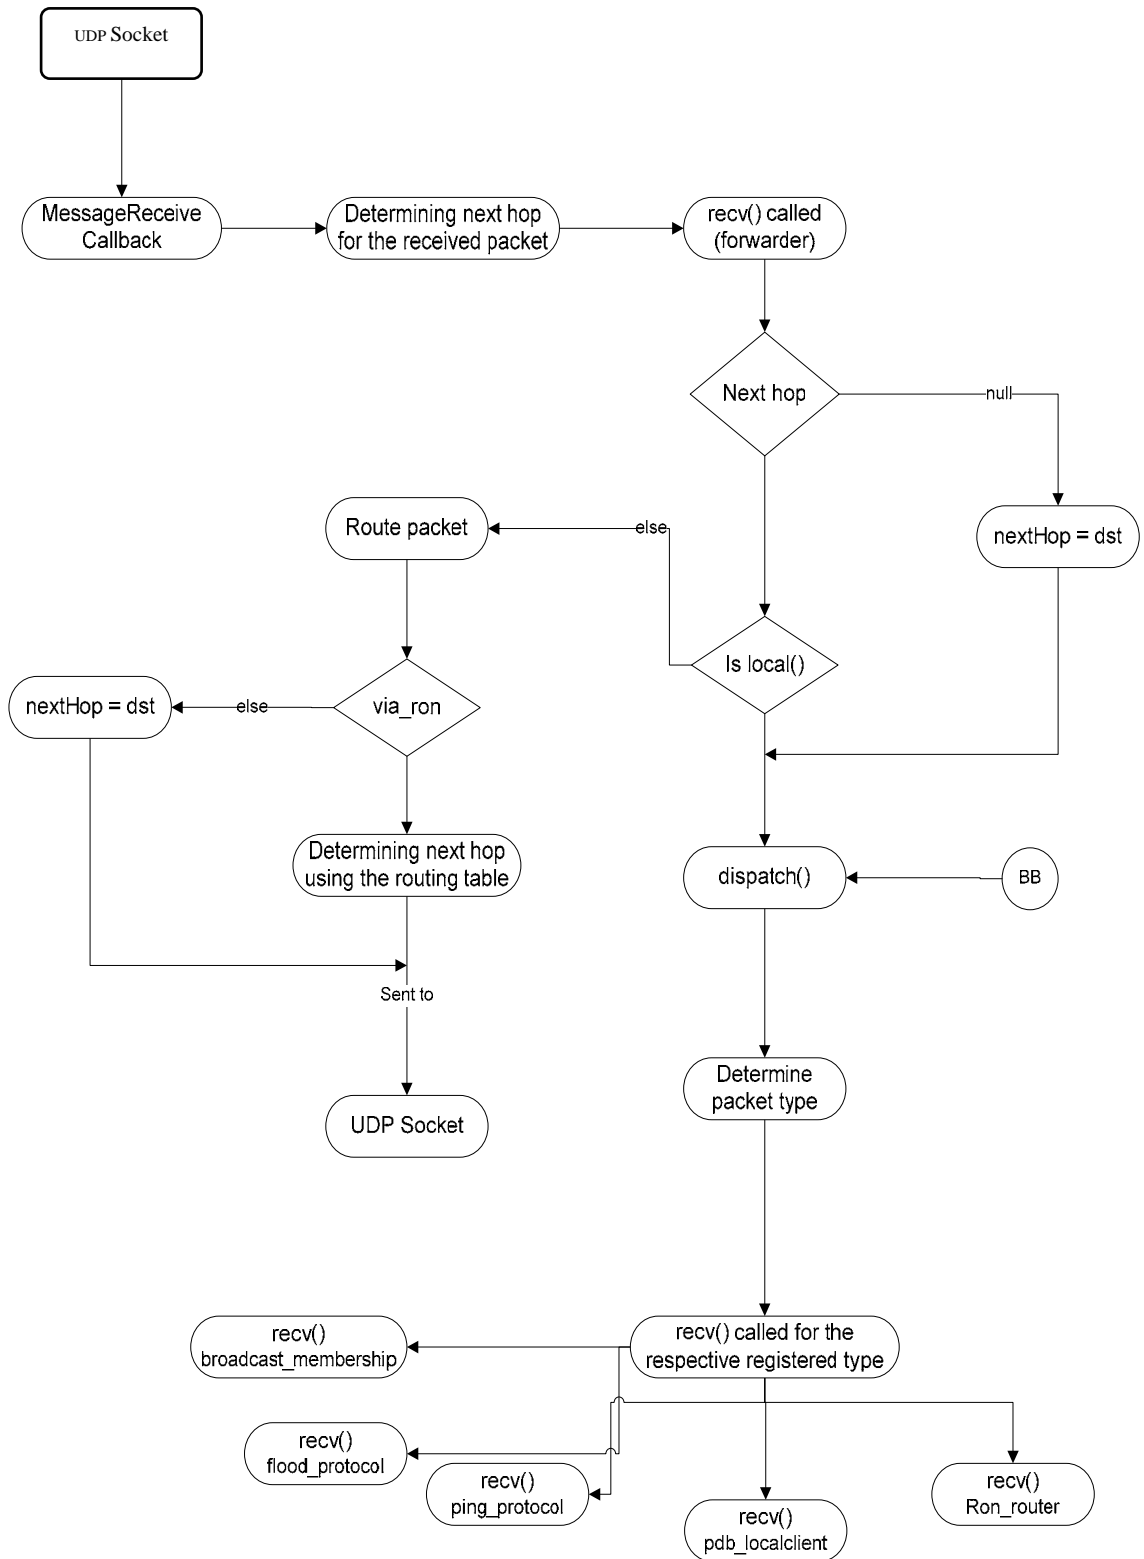 UDP Socket
MessageReceive
Callback
Determining next hop
for the received packet
recv() called
(forwarder)
Next hop
null
Route packet
else
nextHop = dst
Is local()
nextHop = dst
else
via_ron
Determining next hop
using the routing table
dispatch()
BB
Sent to
Determine
packet type
UDP Socket
recv()
broadcast_membership
recv() called for the
respective registered type
recv()
flood_protocol
recv()
ping_protocol
recv()
pdb_localclient
recv()
Ron_router